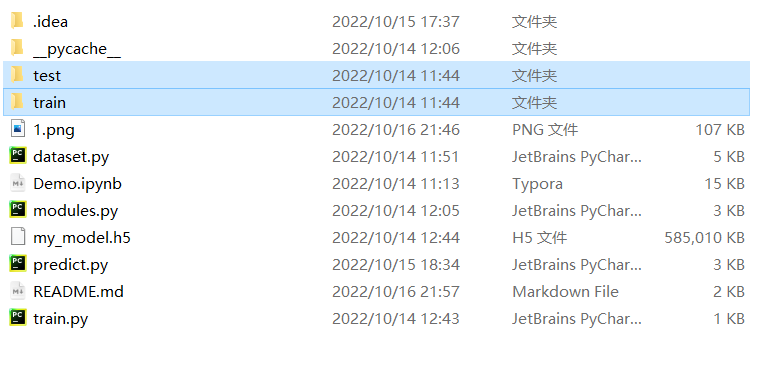 .idea 2022/10/15 17:37 文件夹
__pycache__ 2022/10/14 12:06 文件夹
test 2022/10/14 11:44 文件夹
train 2022/10/14 11:44 文件夹
1.png 2022/10/16 21:46 PNG 文件 107 KB
dataset.py 2022/10/14 11:51 JetBrains PyChar... 5 KB
Demo.ipynb 2022/10/14 11:13 Typora 15 KB
modules.py 2022/10/14 12:05 JetBrains PyChar... 3 KB
my_model.h5 2022/10/14 12:44 H5 文件 585,010 KB
predict.py 2022/10/15 18:34 JetBrains PyChar... 3 KB
README.md 2022/10/16 21:57 Markdown File 2 KB
train.py 2022/10/14 12:43 JetBrains PyChar... 1 KB